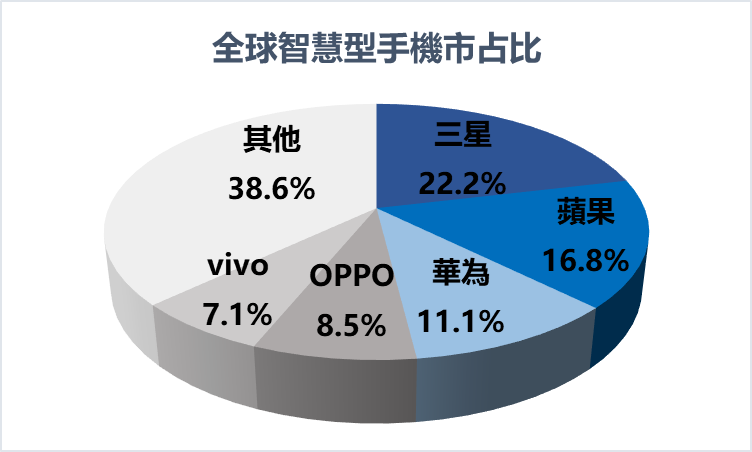 全球智慧型手機市占比
三星
22.2%
蘋果
16.8%
華為
11.1%
OPPO
8.5%
vivo
7.1%
其他
38.6%